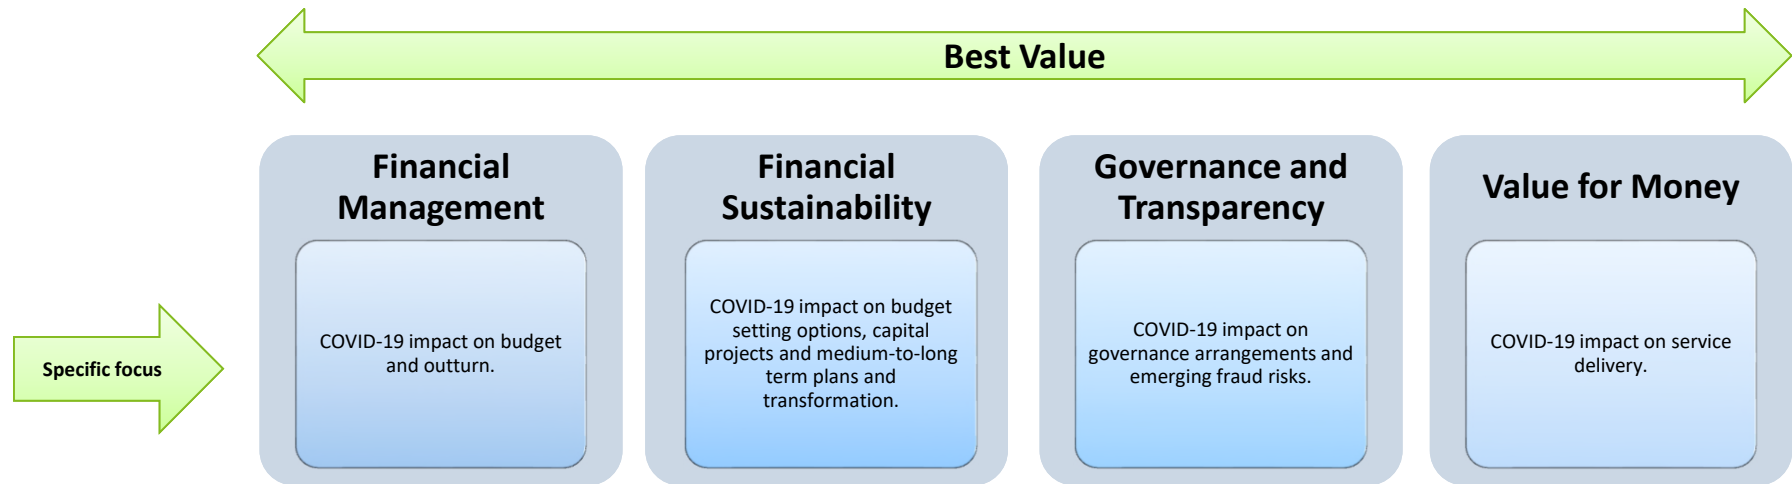 Best Value
Financial
Management
Financial
Sustainability
Governance and
Transparency
Value for Money
Specific focus
COVID-19 impact on budget
and outturn.
COVID-19 impact on budget
setting options, capital
projects and medium-to-long
term plans and
transformation.
COVID-19 impact on
governance arrangements and
emerging fraud risks.
COVID-19 impact on service
delivery.